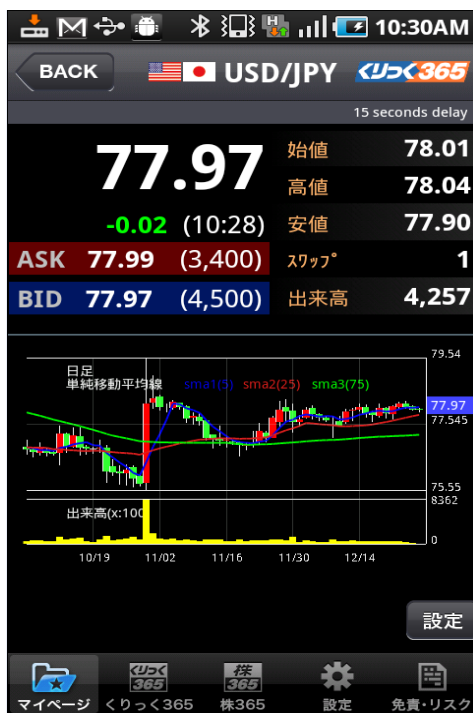 10:30AM
BACK USD/JPY くりっく365
15 seconds delay
77.97
-0.02 (10:28)
ASK 77.99 (3,400)
BID 77.97 (4,500)
始値 78.01
高値 78.04
安値 77.90
ｽﾜｯﾌﾟ 1
出来高 4,257
79.54
日足
単純移動平均線 sma1(5) sma2(25) sma3(75)
77.97
77.545
75.55
8362
出来高(x:100
0
10/19 11/02 11/16 11/30 12/14
設定
くりっく365 株365
マイページ くりっく365 株365 設定 免責・リスク